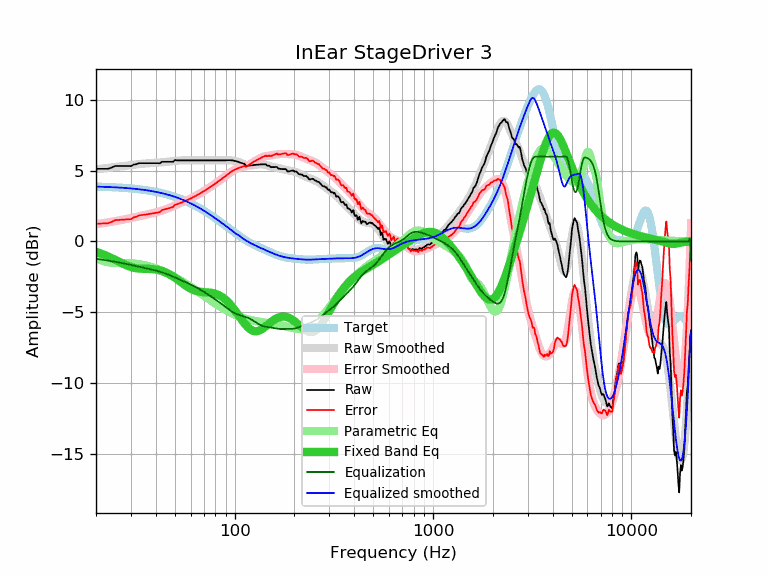 InEar StageDriver 3
10
5
0
−5
−10
−15
Amplitude (dBr)
Target
Raw Smoothed
Error Smoothed
Raw
Error
Parametric Eq
Fixed Band Eq
Equalization
Equalized smoothed
100
1000
10000
Frequency (Hz)